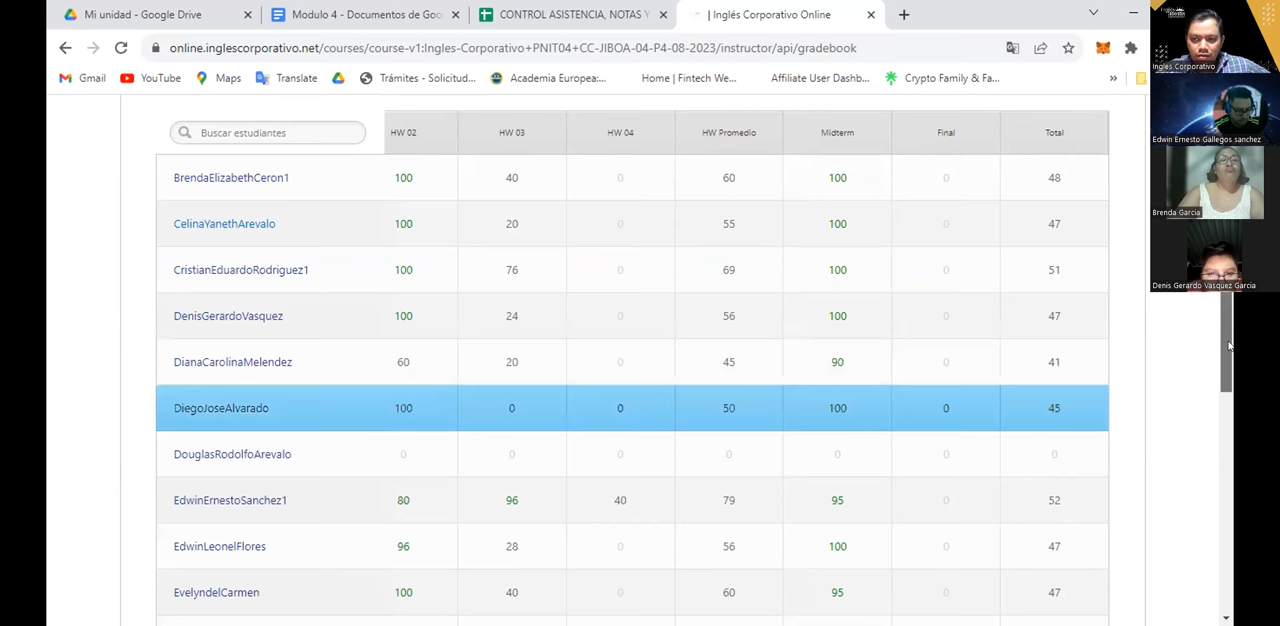 Mi unidad - Google Drive
Modulo 4 - Documentos de Goo
CONTROL ASISTENCIA, NOTAS Y
| Inglés Corporativo Online
online.inglescorporativo.net/courses/course-v1:Ingles-Corporativo+PNIT04+CC-JIBOA-04-P4-08-2023/instructor/api/gradebook
Gmail YouTube Maps Translate Trámites - Solicitud... Academia Europea:... Home | Fintech We... Affiliate User Dashb... Crypto Family & Fa... »
Buscar estudiantes HW 02 HW 03 HW 04 HW Promedio Midterm Final Total
BrendaElizabethCeron1 100 40 0 60 100 0 48
CelinaYanethArevalo 100 20 0 55 100 0 47
CristianEduardoRodriguez1 100 76 0 69 100 0 51
DenisGerardoVasquez 100 24 0 56 100 0 47
DianaCarolinaMelendez 60 20 0 45 90 0 41
DiegoJoseAlvarado 100 0 0 50 100 0 45
DouglasRodolfoArevalo 0 0 0 0 0 0 0
EdwinErnestoSanchez1 80 96 40 79 95 0 52
EdwinLeonelFlores 96 28 0 56 100 0 47
EvelyndelCarmen 100 40 0 60 95 0 47
Inglés Corporativo
Edwin Ernesto Gallegos sanchez
Brenda Garcia
Denis Gerardo Vasquez Garcia